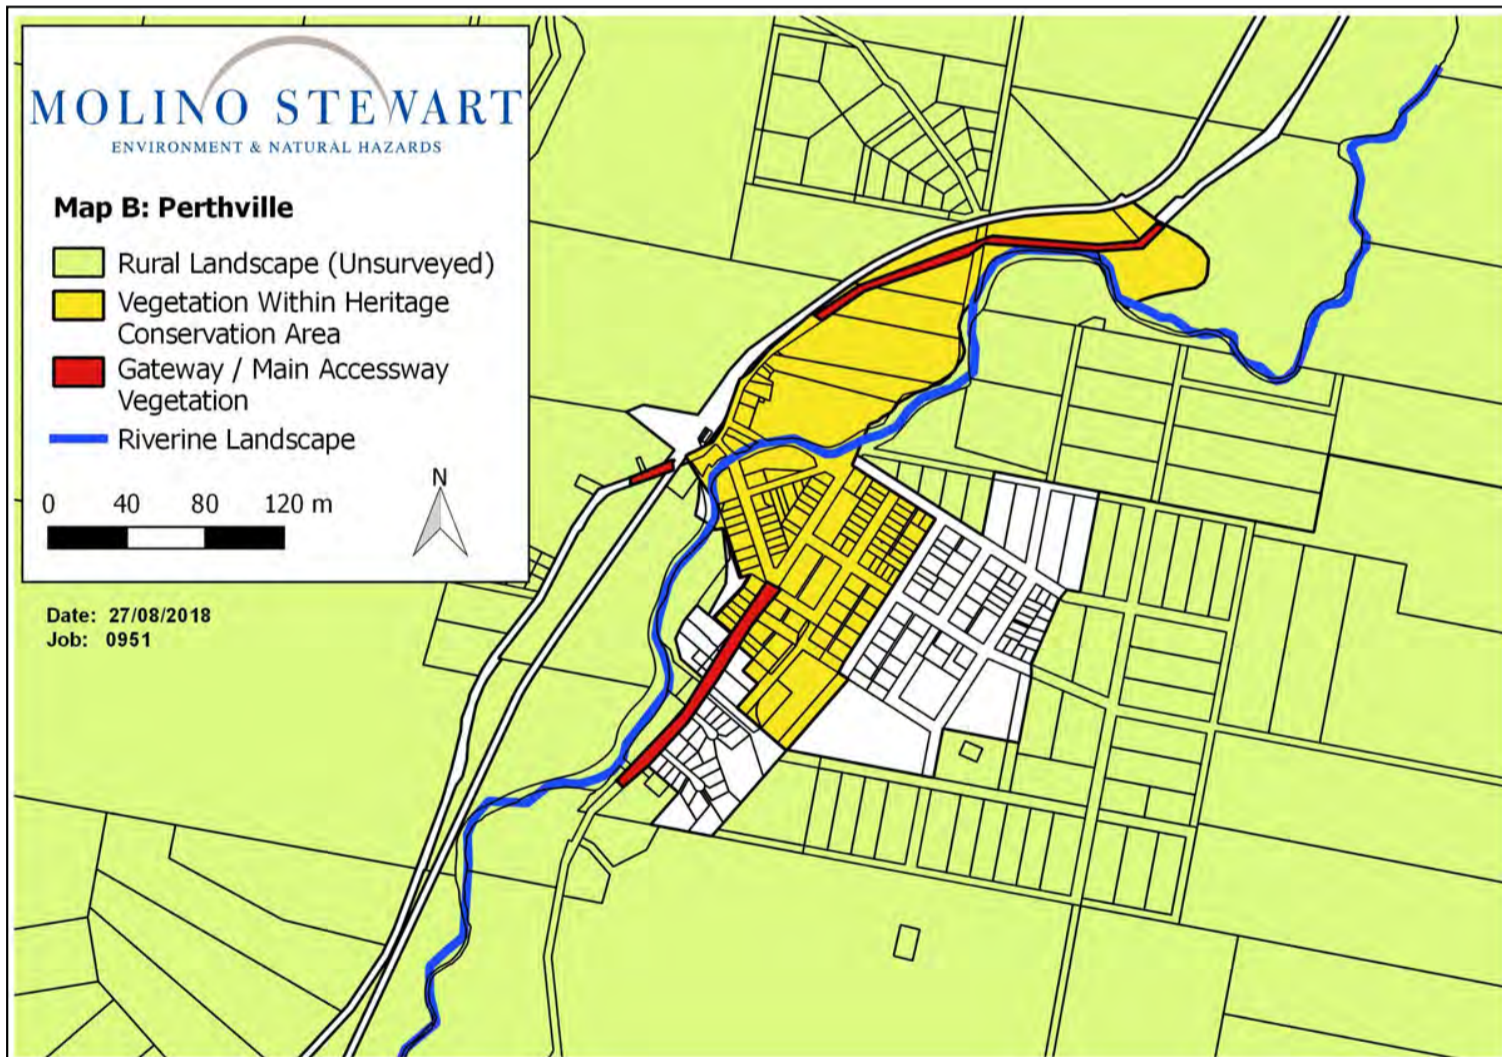 MOLINO STEWART
ENVIRONMENT & NATURAL HAZARDS
Map B: Perthville
Rural Landscape (Unsurveyed)
Vegetation Within Heritage
Conservation Area
Gateway / Main Accessway
Vegetation
Riverine Landscape
N
0 40 80 120 m
Date: 27/08/2018
Job: 0951